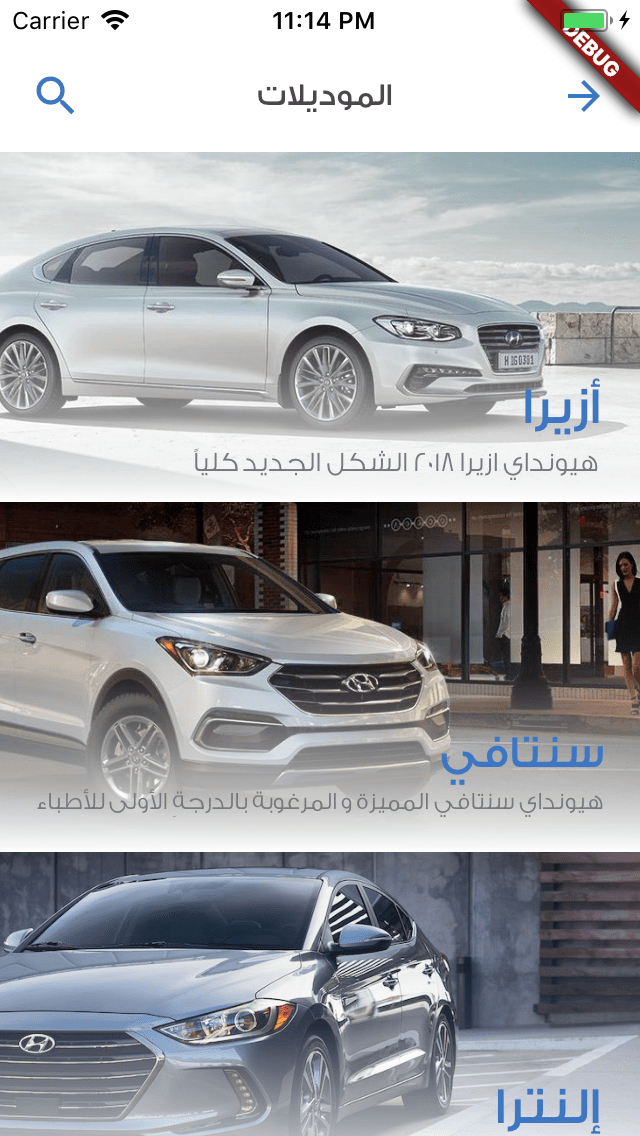 Carrier 11:14 PM
DEBUG
الموديلات
H 1G0301
أزيرا
هيونداي ازيرا ٢٠١٨ الشكل الجديد كلياً
سنتافي
هيونداي سنتافي المميزة و المرغوبة بالدرجةِ الأولى للأطباء
إلنترا